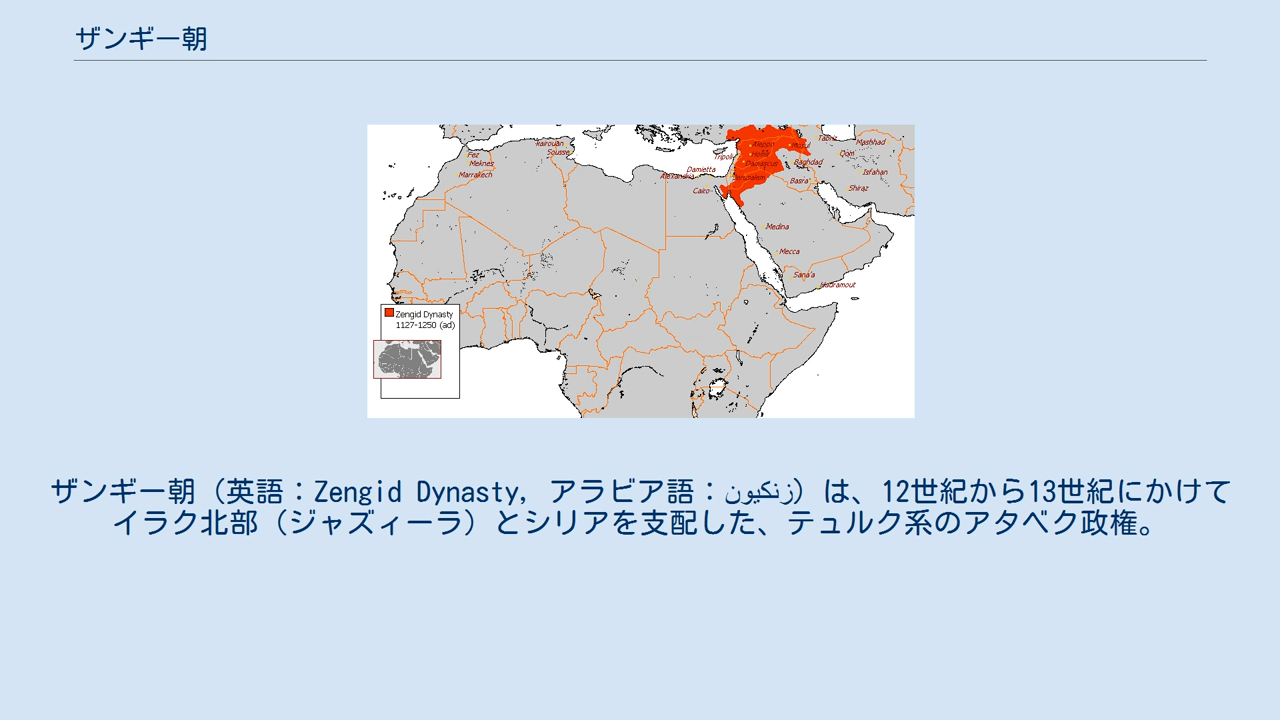 ザンギー朝
Kairouan
Sousse
Fez
Meknez
Marrakech
Tripoli
Aleppo
Homs
Damascus
Mosul
Tabriz
Mashhad
Qom
Baghdad
Isfahan
Damietta
Alexandria
Jerusalem
Basra
Shiraz
Cairo
Medina
Mecca
Sana'a
Hadramout
Zengid Dynasty
1127-1250 (ad)
ザンギー朝（英語：Zengid Dynasty, アラビア語：زنكيون）は、12世紀から13世紀にかけて
イラク北部（ジャズィーラ）とシリアを支配した、テュルク系のアタベク政権。